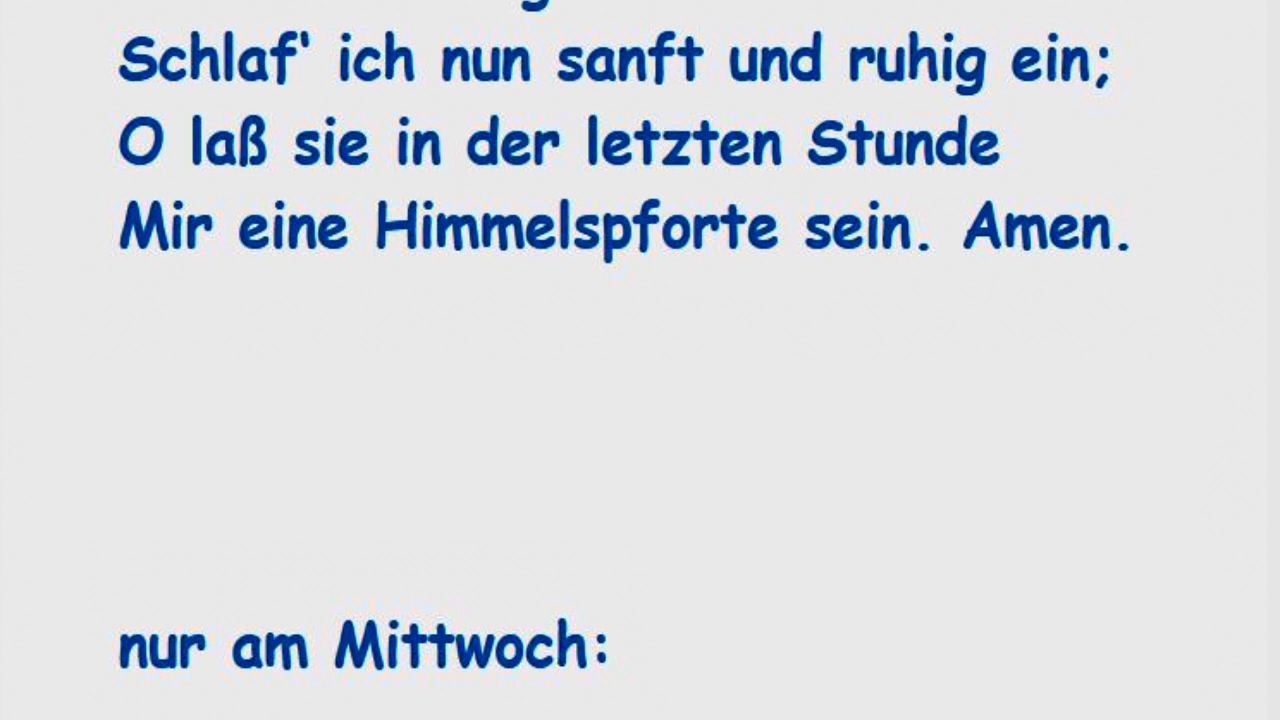 Schlaf' ich nun sanft und ruhig ein;
O laß sie in der letzten Stunde
Mir eine Himmelspforte sein. Amen.
nur am Mittwoch: